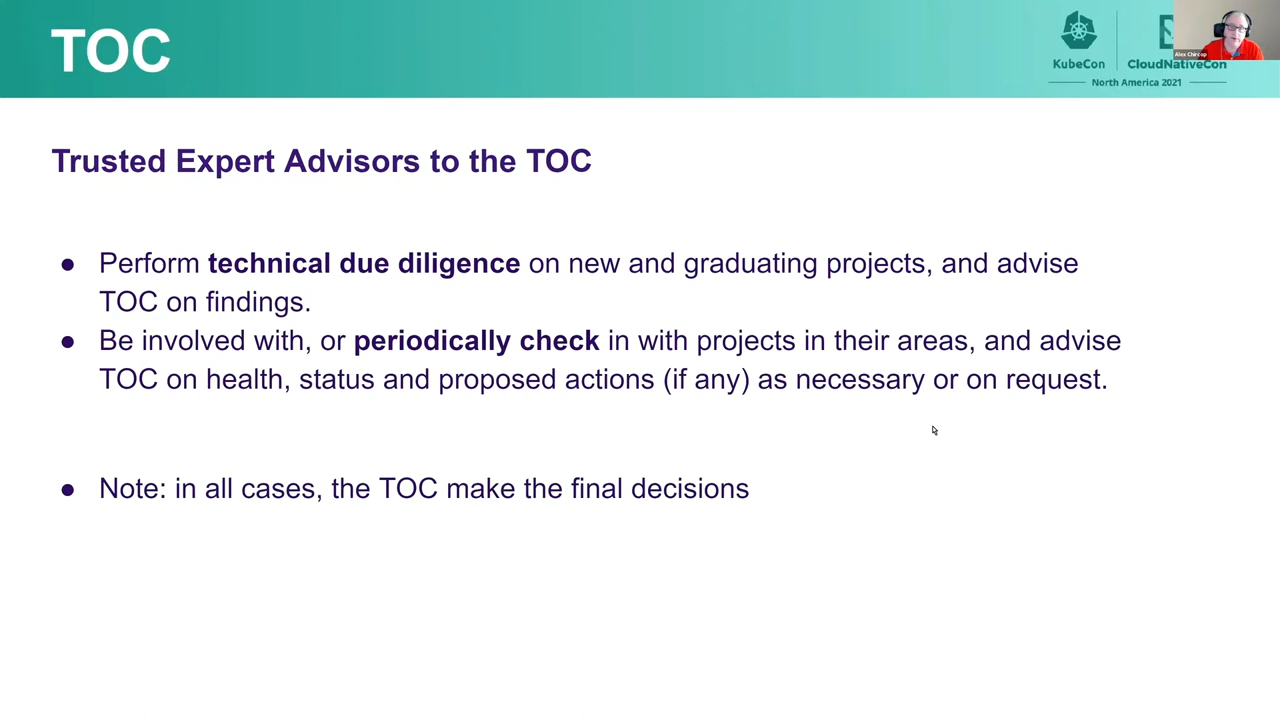 TOC
KubeCon
CloudNativeCon
North America 2021
Alex Chircop
Trusted Expert Advisors to the TOC
● Perform technical due diligence on new and graduating projects, and advise
TOC on findings.
● Be involved with, or periodically check in with projects in their areas, and advise
TOC on health, status and proposed actions (if any) as necessary or on request.
● Note: in all cases, the TOC make the final decisions